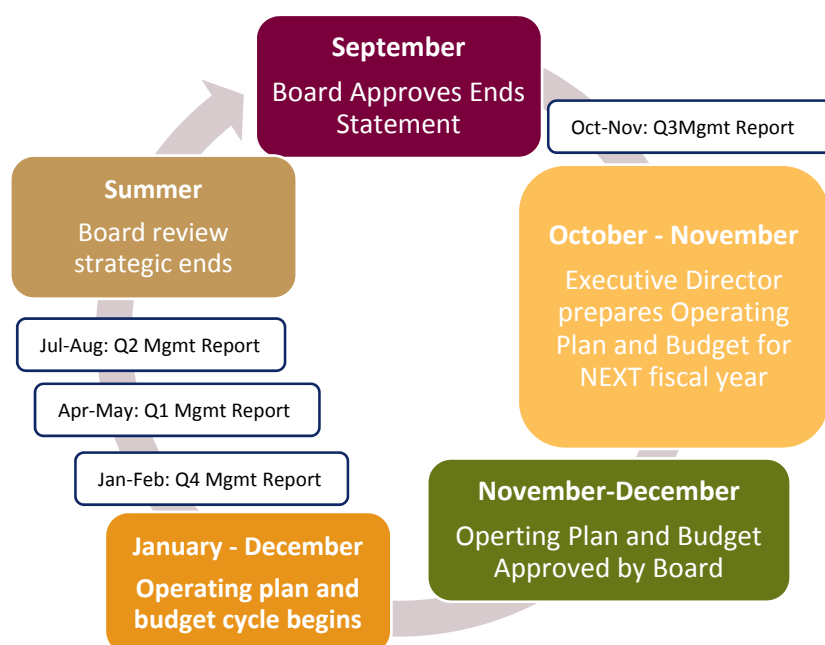 September
Board Approves Ends
Statement
Oct-Nov: Q3Mgmt Report
October - November
Executive Director
prepares Operating
Plan and Budget for
NEXT fiscal year
November-December
Operting Plan and Budget
Approved by Board
January - December
Operating plan and
budget cycle begins
Jan-Feb: Q4 Mgmt Report
Apr-May: Q1 Mgmt Report
Jul-Aug: Q2 Mgmt Report
Summer
Board review
strategic ends